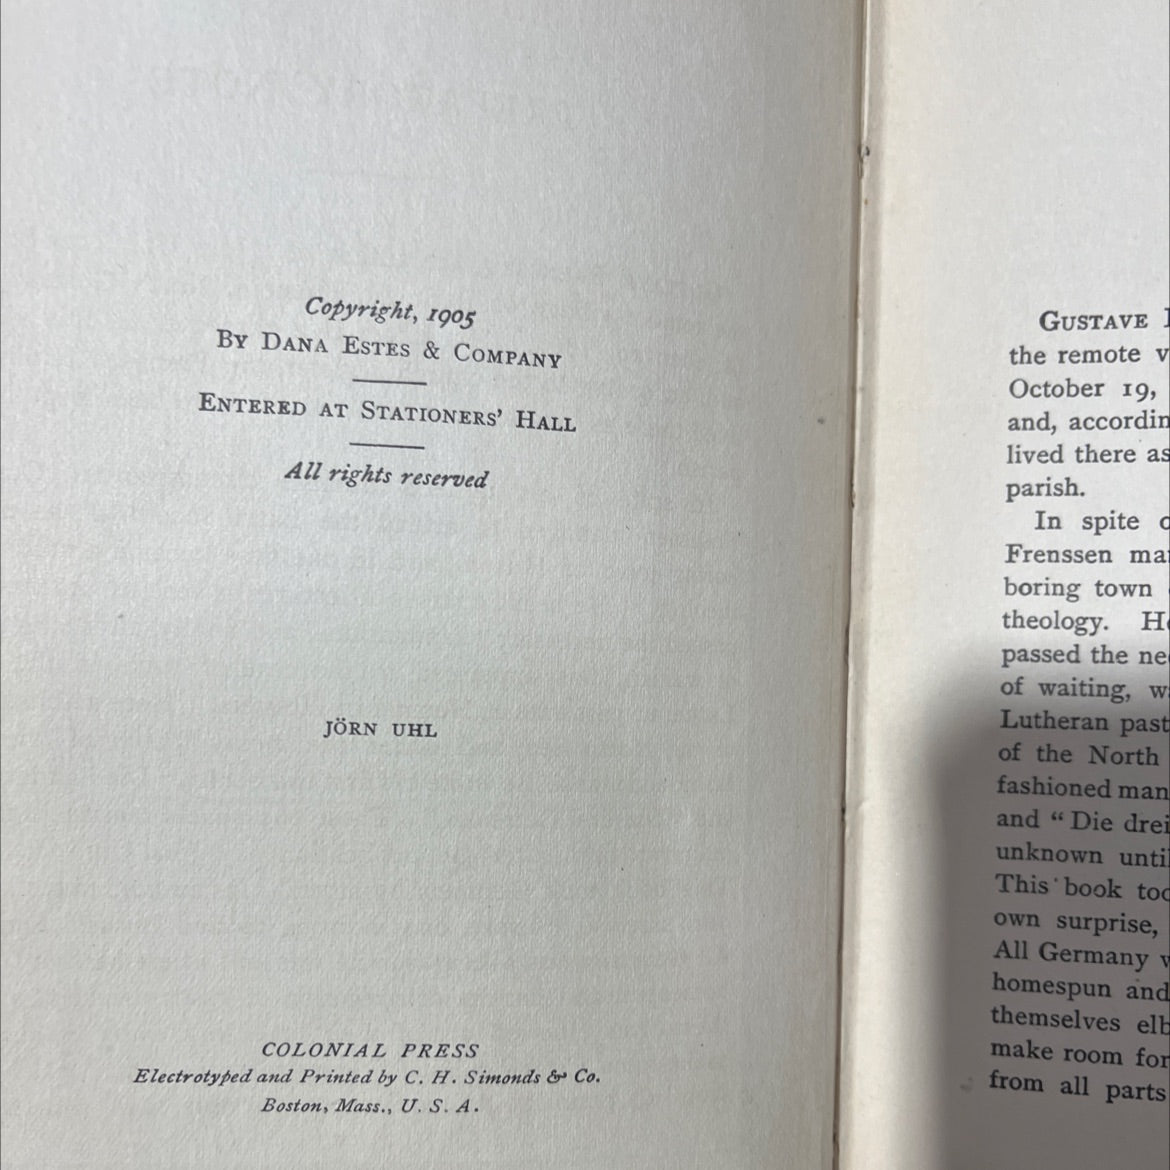 Copyright, 1905
BY DANA ESTES & COMPANY
ENTERED AT STATIONERS' HALL
All rights reserved
JÖRN UHL
COLONIAL PRESS
Electrotyped and Printed by C. H. Simonds & Co.
Boston, Mass., U. S. A.
GUSTAVE
the remote
October 19,
and,
lived there as
parish.
In spite
Frenssen
boring town
theology.
passed the
of waiting,
Lutheran
of the North
fashioned man
and “ Die
unknown
This book
own surprise,
All Germany
homespun and
themselves
make room for
from all parts